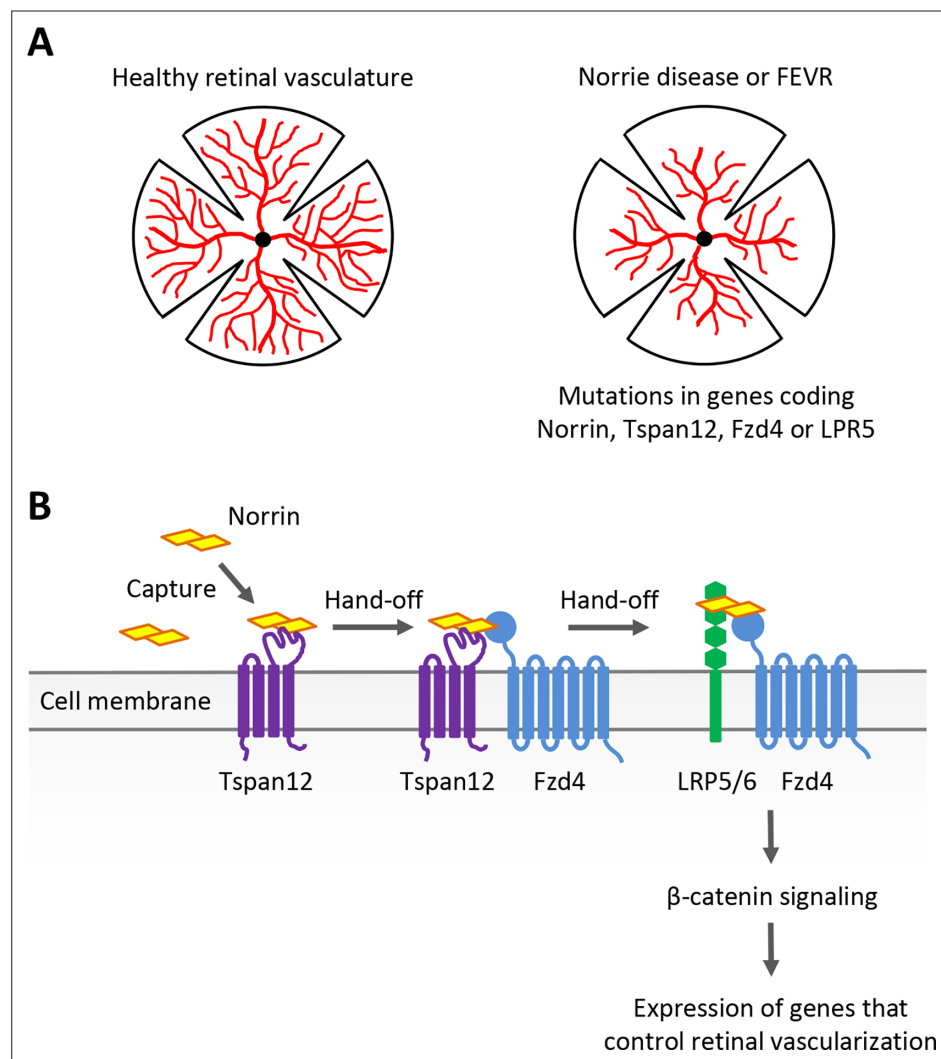 A
Healthy retinal vasculature
Norrie disease or FEVR
Mutations in genes coding
Norrin, Tspan12, Fzd4 or LPR5
B
Norrin
Capture
Hand-off
Hand-off
Cell membrane
Tspan12
Tspan12
Fzd4
LRP5/6
Fzd4
β-catenin signaling
Expression of genes that
control retinal vascularization